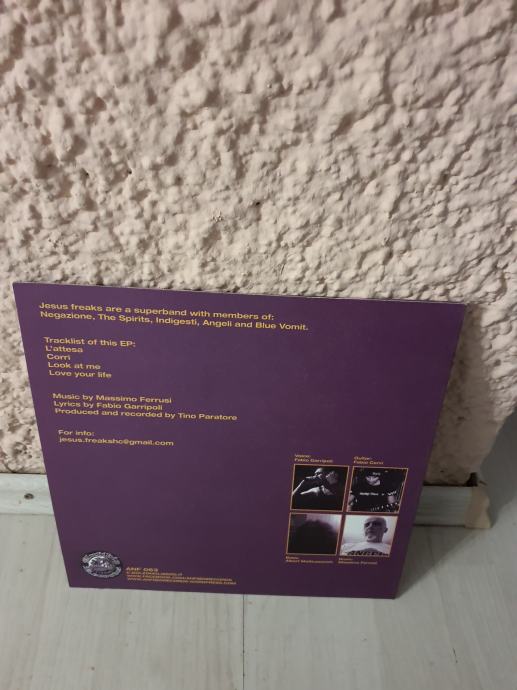 Jesus freaks are a superband with members of:
Negazione, The Spirits, Indigesti, Angeli and Blue Vomit.
Tracklist of this EP:
L'attesa
Corri
Look at me
Love your life
Music by Massimo Ferrusi
Lyrics by Fabio Garripoli
Produced and recorded by Tino Paratore
For info:
jesus.freakshc@gmail.com
Voice:
Fabio Garripoli
Guitar:
Massimo Ferrusi
ANF 063